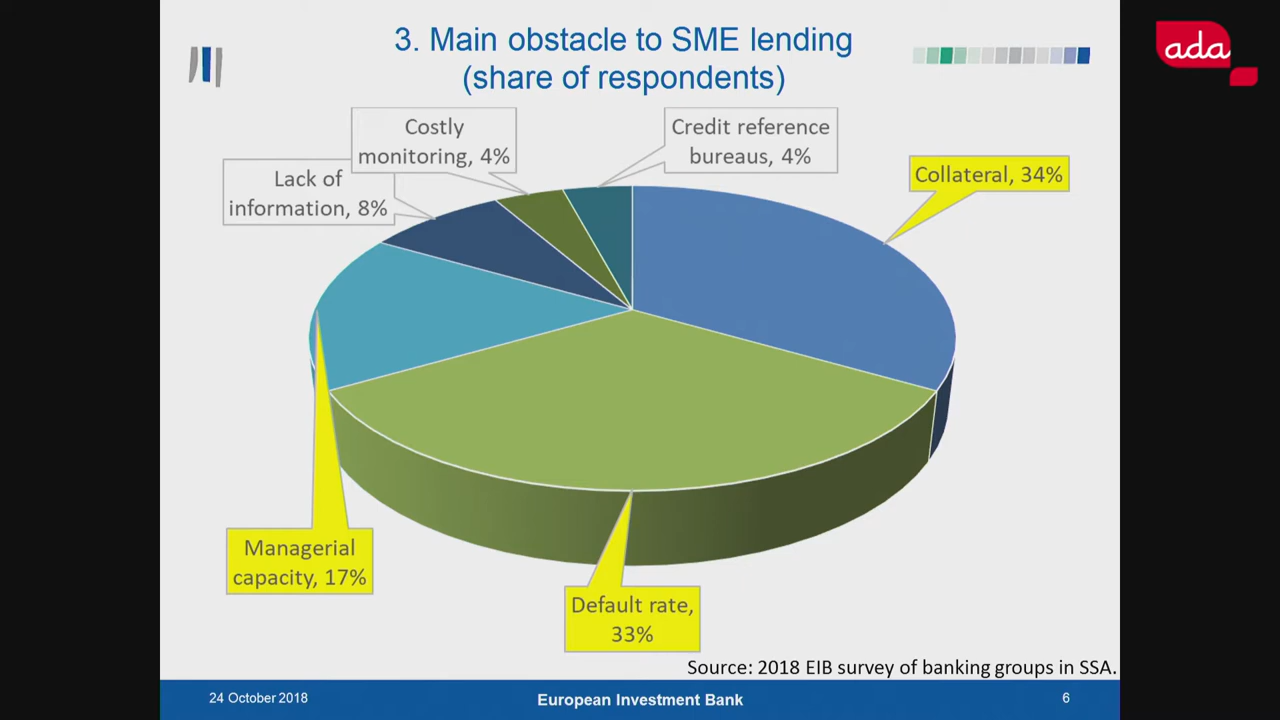 3. Main obstacle to SME lending
(share of respondents)
ada
Costly
monitoring, 4%
Credit reference
bureaus, 4%
Lack of
information, 8%
Collateral, 34%
Managerial
capacity, 17%
Default rate,
33%
Source: 2018 EIB survey of banking groups in SSA.
24 October 2018
European Investment Bank
6